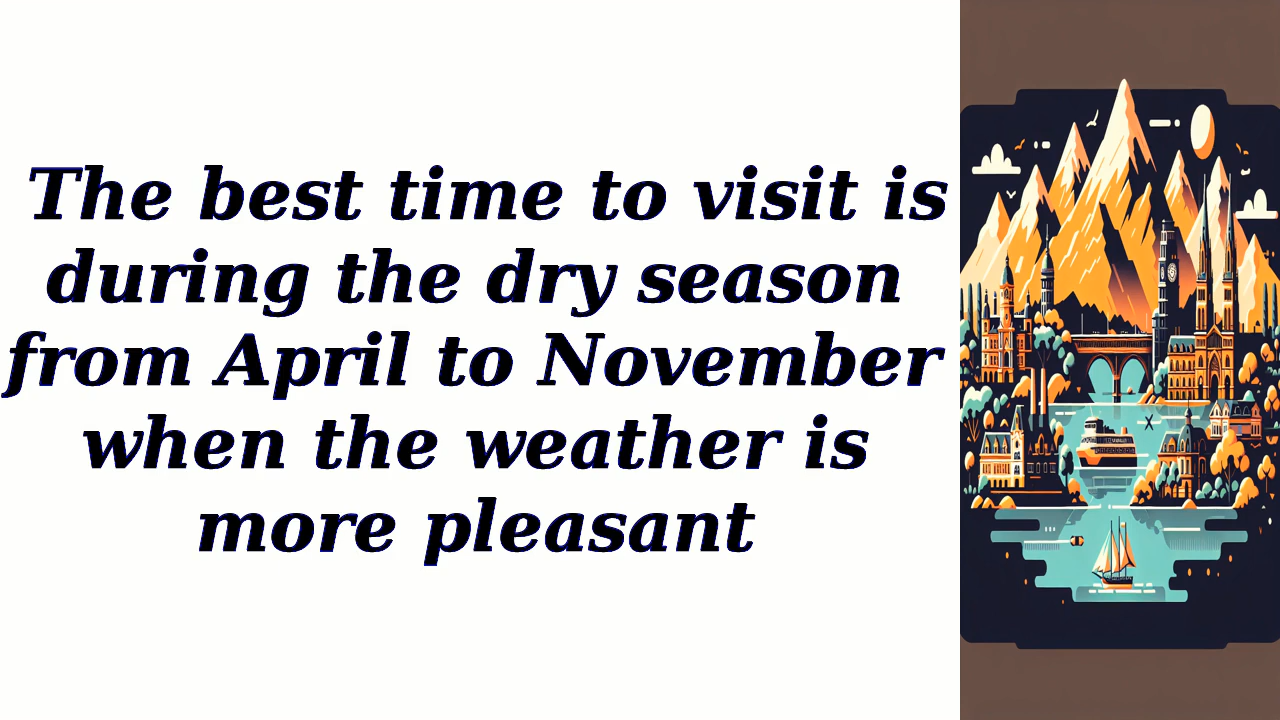 The best time to visit is
during the dry season
from April to November
when the weather is
more pleasant